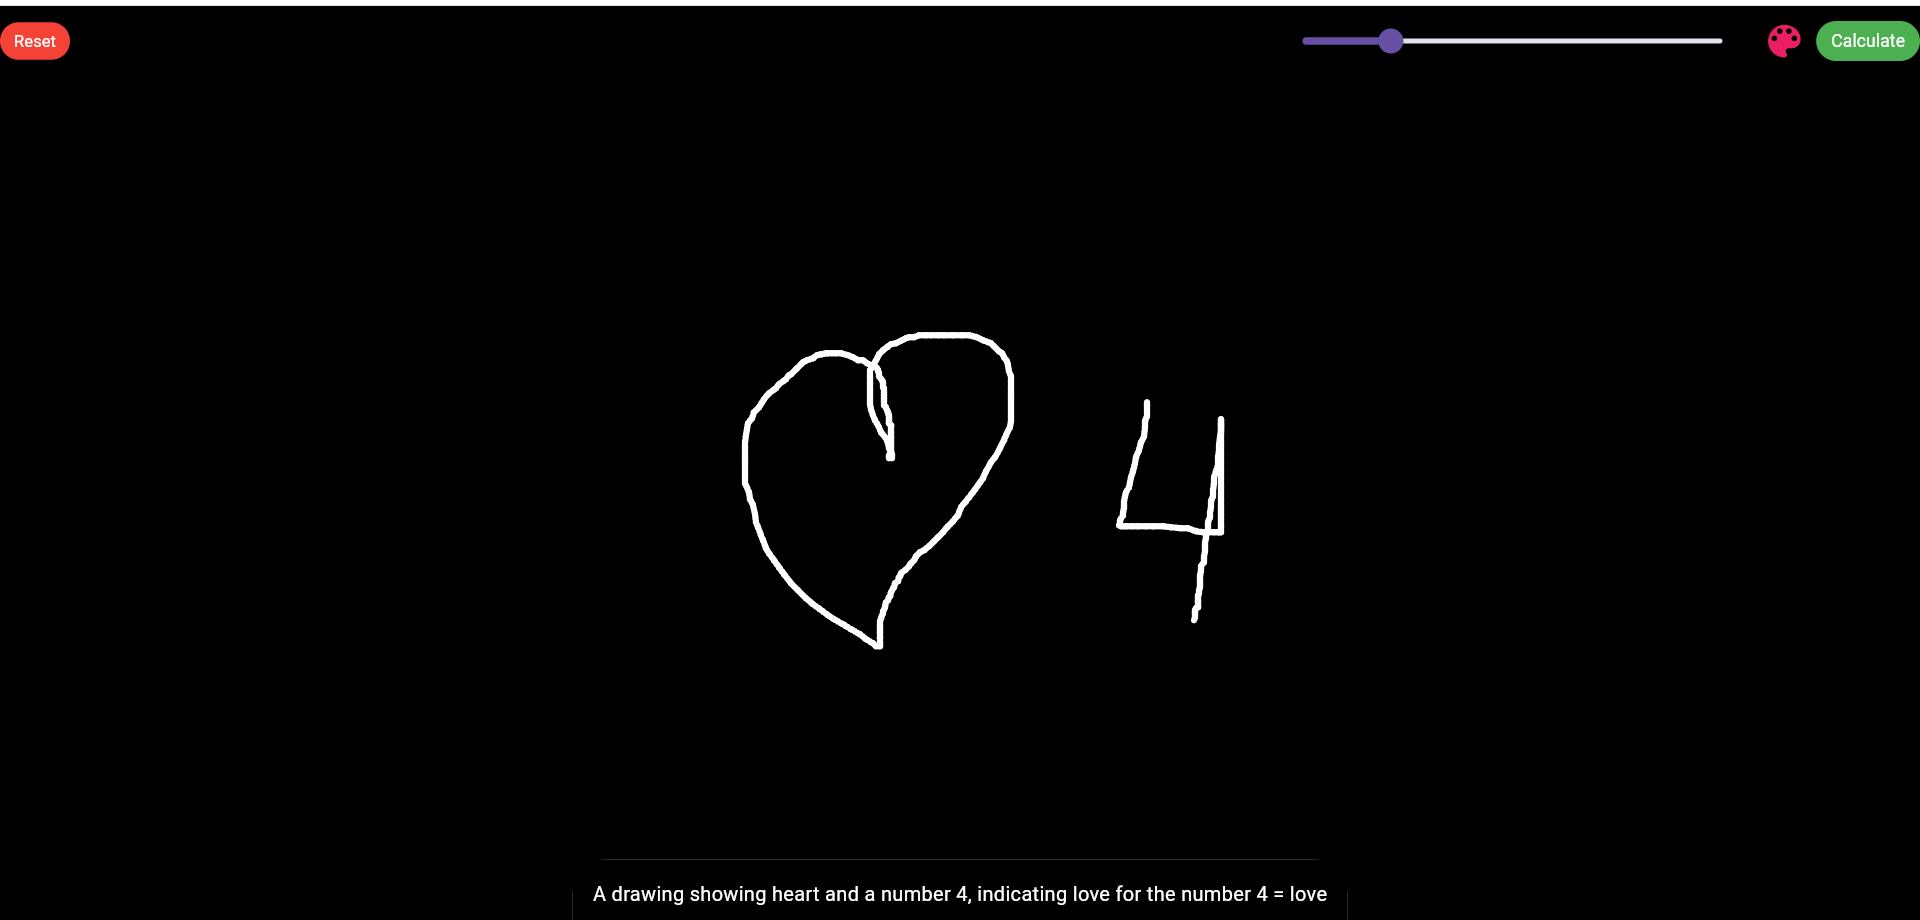 Reset
Calculate
4
A drawing showing heart and a number 4, indicating love for the number 4 = love